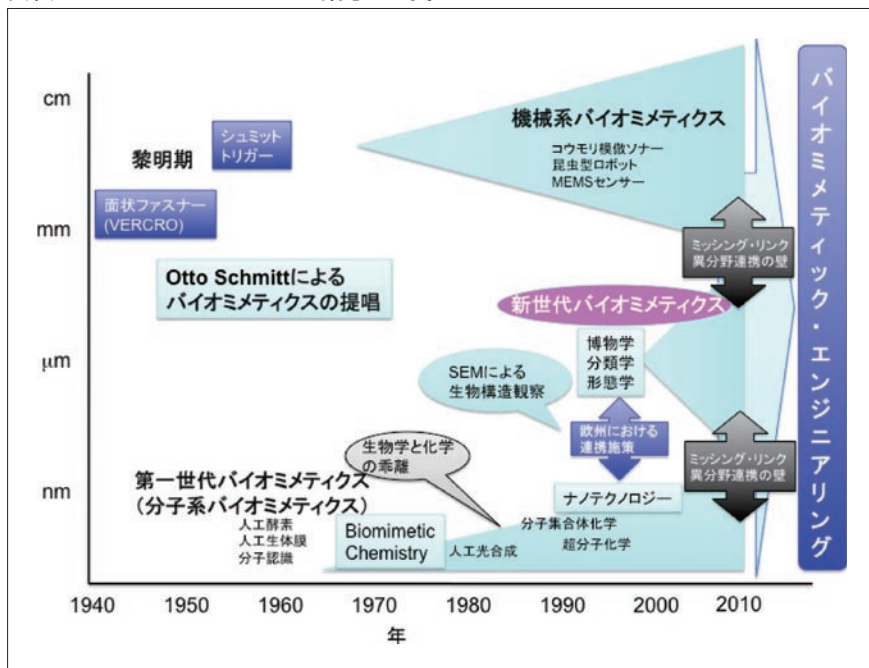 cm
mm
μm
nm
黎明期
シュミット
トリガー
面状ファスナー
(VERCRO)
Otto Schmittによる
バイオミメティクスの提唱
機械系バイオミメティクス
コウモリ模倣ソナー
昆虫型ロボット
MEMSセンサー
ミッシング・リンク
異分野連携の壁
新世代バイオミメティクス
博物学
分類学
形態学
SEMによる
生物構造観察
欧州における
連携施策
生物学と化学
の乖離
ミッシング・リンク
異分野連携の壁
第一世代バイオミメティクス
(分子系バイオミメティクス)
人工酵素
人工生体膜
分子認識
Biomimetic
Chemistry
人工光合成
ナノテクノロジー
分子集合体化学
超分子化学
バイオミメティック・エンジニアリング
1940
1950
1960
1970
1980
1990
2000
2010
年